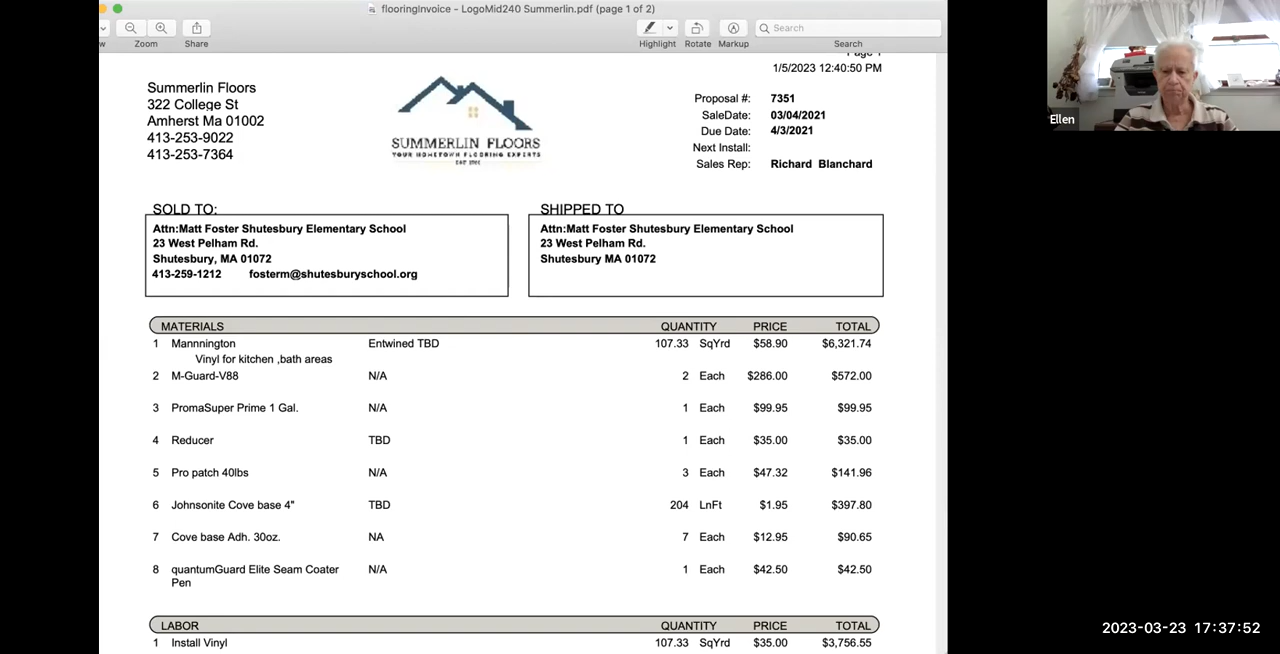 flooringInvoice - LogoMid240 Summerlin.pdf (page 1 of 2)
w Zoom Share Highlight Rotate Markup Search
Search
Page 1
1/5/2023 12:40:50 PM
Summerlin Floors
322 College St
Amherst Ma 01002
413-253-9022
413-253-7364
SUMMERLIN FLOORS
YOUR HOMETOWN FLOORING EXPERTS
Proposal #: 7351
SaleDate: 03/04/2021
Due Date: 4/3/2021
Next Install:
Sales Rep: Richard Blanchard
Ellen
SOLD TO:
Attn:Matt Foster Shutesbury Elementary School
23 West Pelham Rd.
Shutesbury, MA 01072
413-259-1212 fosterm@shutesburyschool.org
SHIPPED TO
Attn:Matt Foster Shutesbury Elementary School
23 West Pelham Rd.
Shutesbury MA 01072
MATERIALS QUANTITY PRICE TOTAL
1 Mannnington Entwined TBD 107.33 SqYrd $58.90 $6,321.74
Vinyl for kitchen ,bath areas
2 M-Guard-V88 N/A 2 Each $286.00 $572.00
3 PromaSuper Prime 1 Gal. N/A 1 Each $99.95 $99.95
4 Reducer TBD 1 Each $35.00 $35.00
5 Pro patch 40lbs N/A 3 Each $47.32 $141.96
6 Johnsonite Cove base 4" TBD 204 LnFt $1.95 $397.80
7 Cove base Adh. 30oz. NA 7 Each $12.95 $90.65
8 quantumGuard Elite Seam Coater N/A 1 Each $42.50 $42.50
Pen
LABOR QUANTITY PRICE TOTAL
1 Install Vinyl 107.33 SqYrd $35.00 $3,756.55
2023-03-23 17:37:52